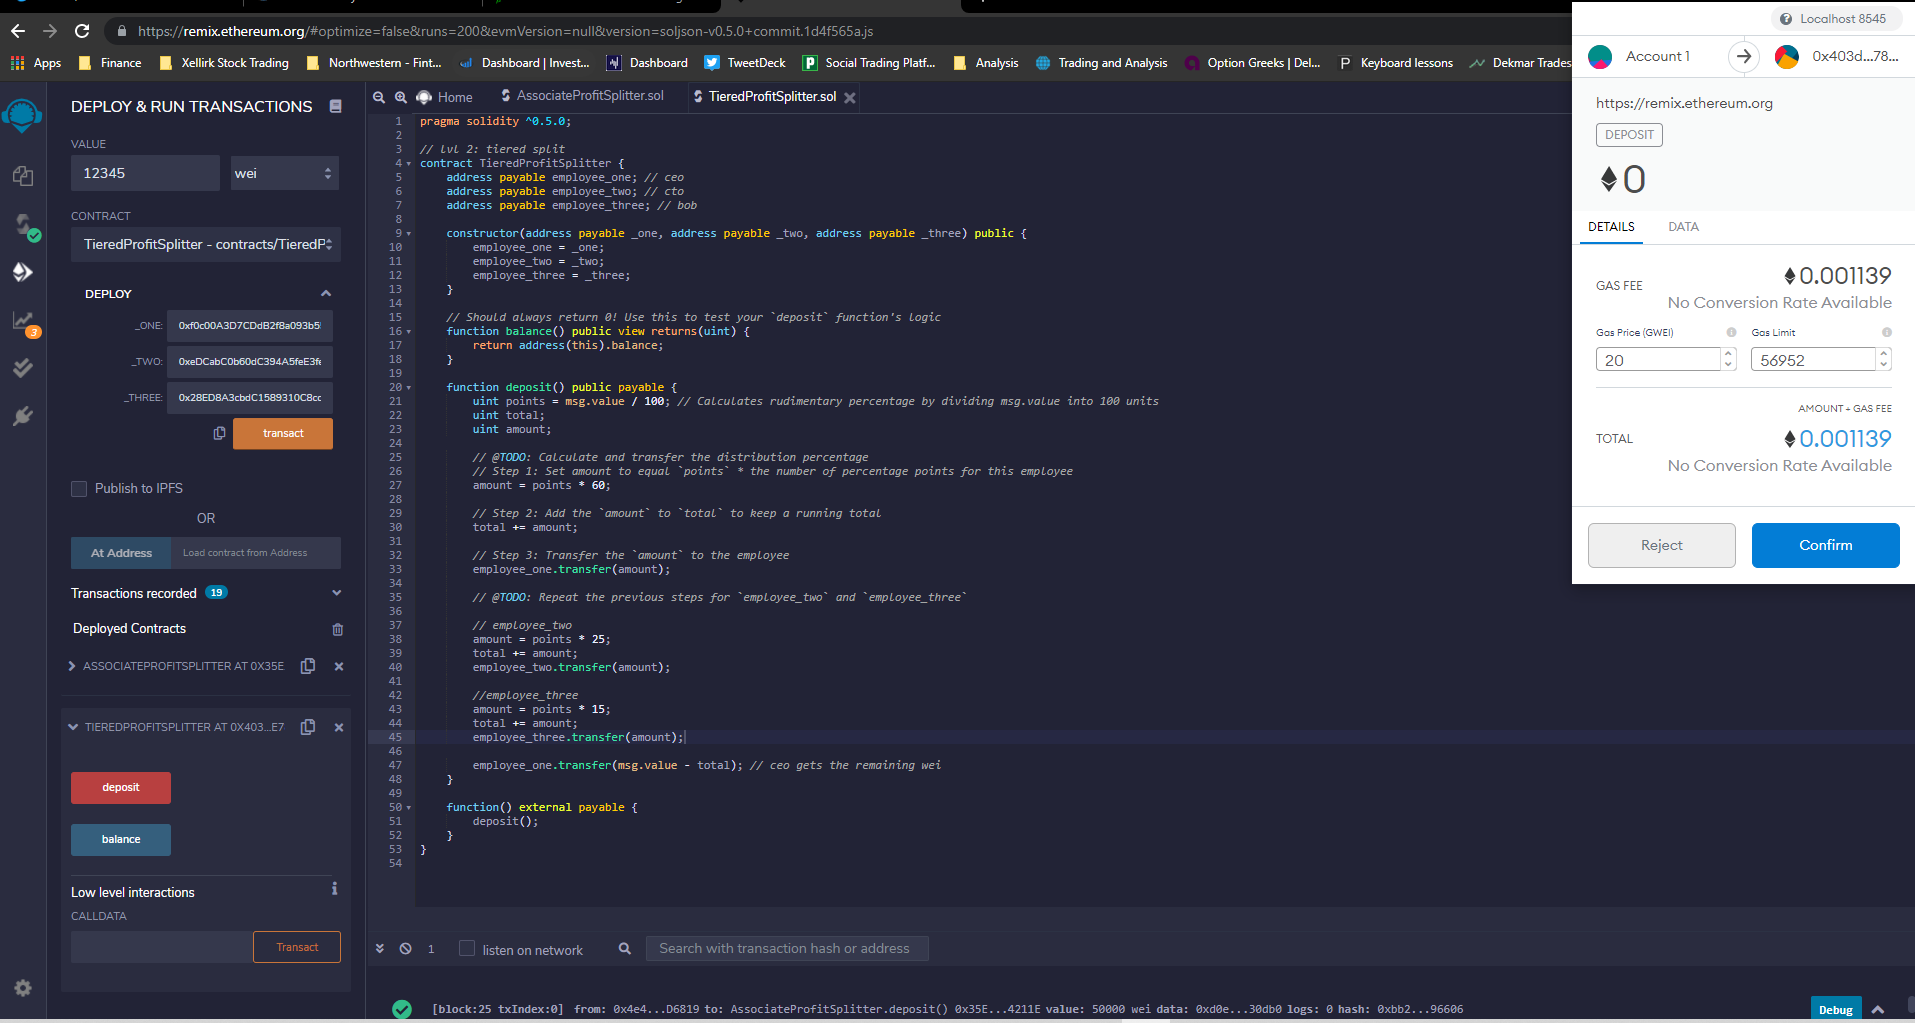 https://remix.ethereum.org/#optimize=false&runs=200&evmVersion=null&version=soljson-v0.5.0+commit.1d4f565a.js
Apps Finance Xellirk Stock Trading Northwestern - Fint... Dashboard | Invest... Dashboard TweetDeck Social Trading Platf... Analysis Trading and Analysis Option Greeks | Del... Keyboard lessons Dekmar Trades
DEPLOY & RUN TRANSACTIONS
VALUE
12345 wei
CONTRACT
TieredProfitSplitter - contracts/TieredP
DEPLOY
_ONE: 0xf0c00A3D7CDdB2f8a093b5
_TWO: 0xeDCabC0b60dC394A5feE3fe
_THREE: 0x28ED8A3cbdC1589310C8cc
transact
Publish to IPFS
OR
At Address Load contract from Address
Transactions recorded 19
Deployed Contracts
ASSOCIATEPROFITSPLITTER AT 0X35E
TIEREDPROFITSPLITTER AT 0X403...E7
deposit
balance
Low level interactions
CALLDATA
Transact
3
Home AssociateProfitSplitter.sol TieredProfitSplitter.sol
1 pragma solidity ^0.5.0;
2
3 // lvl 2: tiered split
4 contract TieredProfitSplitter {
5 address payable employee_one; // ceo
6 address payable employee_two; // cto
7 address payable employee_three; // bob
8
9 constructor(address payable _one, address payable _two, address payable _three) public {
10 employee_one = _one;
11 employee_two = _two;
12 employee_three = _three;
13 }
14
15 // Should always return 0! Use this to test your `deposit` function's logic
16 function balance() public view returns(uint) {
17 return address(this).balance;
18 }
19
20 function deposit() public payable {
21 uint points = msg.value / 100; // Calculates rudimentary percentage by dividing msg.value into 100 units
22 uint total;
23 uint amount;
24
25 // @TODO: Calculate and transfer the distribution percentage
26 // Step 1: Set amount to equal `points` * the number of percentage points for this employee
27 amount = points * 60;
28
29 // Step 2: Add the `amount` to `total` to keep a running total
30 total += amount;
31
32 // Step 3: Transfer the `amount` to the employee
33 employee_one.transfer(amount);
34
35 // @TODO: Repeat the previous steps for `employee_two` and `employee_three`
36
37 // employee_two
38 amount = points * 25;
39 total += amount;
40 employee_two.transfer(amount);
41
42 //employee_three
43 amount = points * 15;
44 total += amount;
45 employee_three.transfer(amount);
46
47 employee_one.transfer(msg.value - total); // ceo gets the remaining wei
48 }
49
50 function() external payable {
51 deposit();
52 }
53 }
54
1 listen on network Search with transaction hash or address
[block:25 txIndex:0] from: 0x4e4...D6819 to: AssociateProfitSplitter.deposit() 0x35E...4211E value: 50000 wei data: 0xd0e...30db0 logs: 0 hash: 0xbb2...96606
Debug
Localhost 8545
Account 1 0x403d...78...
https://remix.ethereum.org
DEPOSIT
0
DETAILS DATA
GAS FEE 0.001139
No Conversion Rate Available
Gas Price (GWEI) Gas Limit
20 56952
AMOUNT + GAS FEE
TOTAL 0.001139
No Conversion Rate Available
Reject Confirm